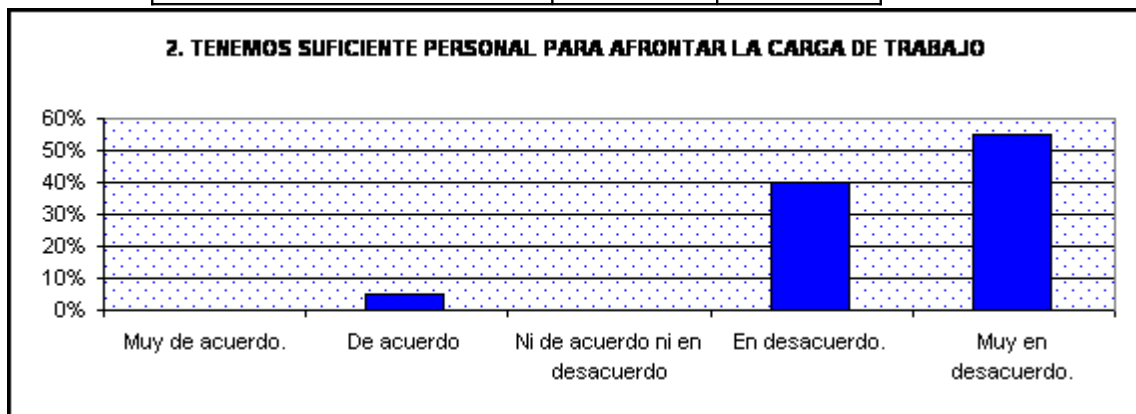 2. TENEMOS SUFICIENTE PERSONAL PARA AFRONTAR LA CARGA DE TRABAJO
60%
50%
40%
30%
20%
10%
0%
Muy de acuerdo.
De acuerdo
Ni de acuerdo ni en
desacuerdo
En desacuerdo.
Muy en
desacuerdo.